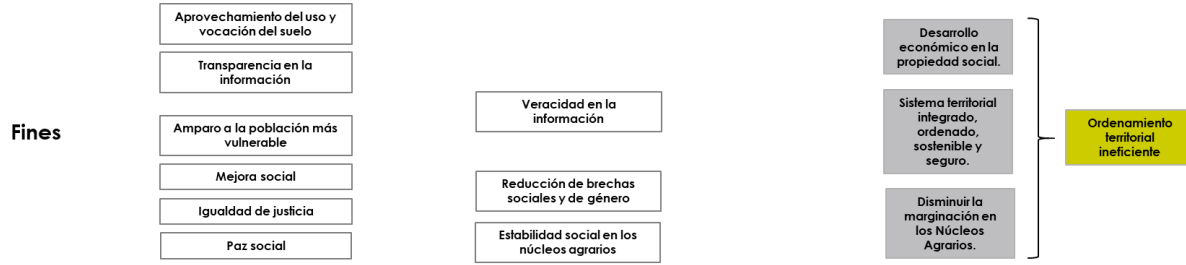 Fines
Aprovechamiento del uso y
vocación del suelo
Transparencia en la
información
Amparo a la población más
vulnerable
Mejora social
Igualdad de justicia
Paz social
Veracidad en la
información
Reducción de brechas
sociales y de género
Estabilidad social en los
núcleos agrarios
Desarrollo
económico en la
propiedad social.
Sistema territorial
integrado,
ordenado,
sostenible y
seguro.
Disminuir la
marginación en
los Núcleos
Agrarios.
Ordenamiento
territorial
ineficiente